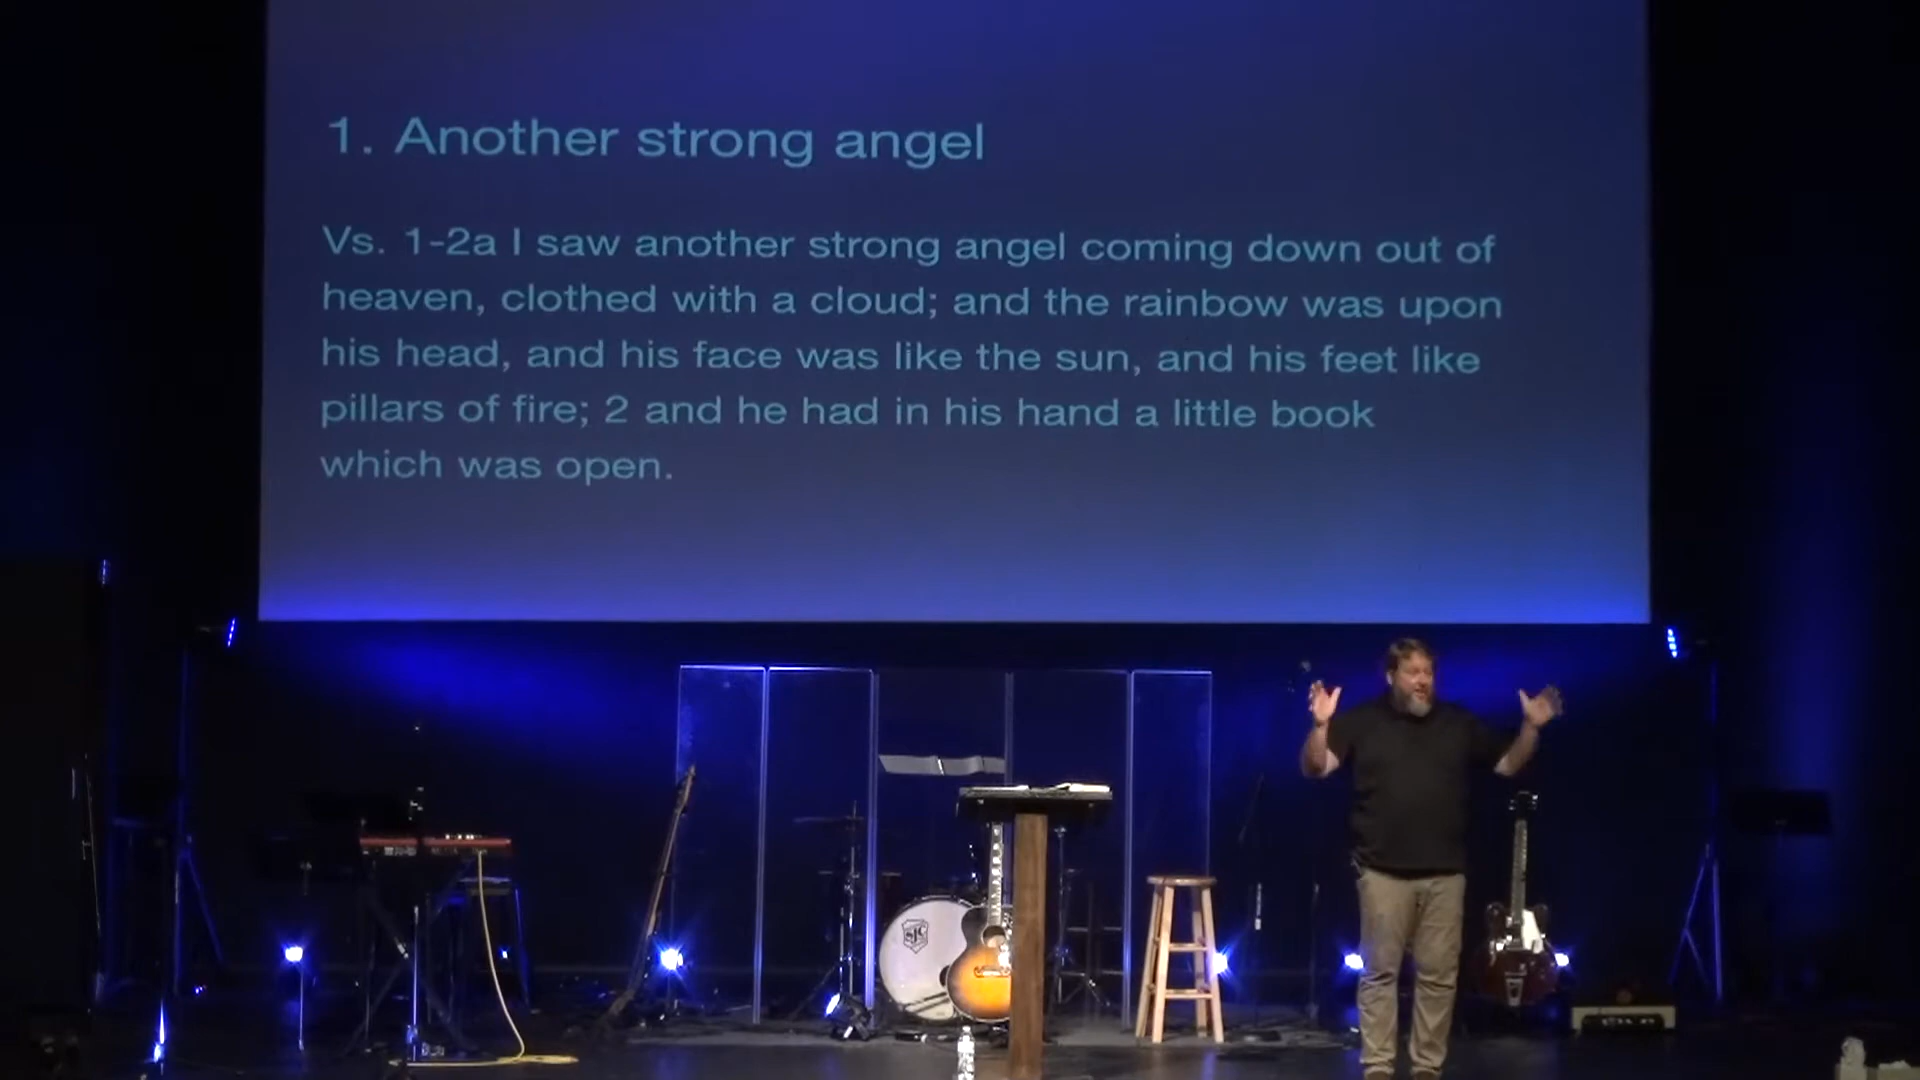 1. Another strong angel
Vs. 1-2a I saw another strong angel coming down out of
heaven, clothed with a cloud; and the rainbow was upon
his head, and his face was like the sun, and his feet like
pillars of fire; 2 and he had in his hand a little book
which was open.
SJC